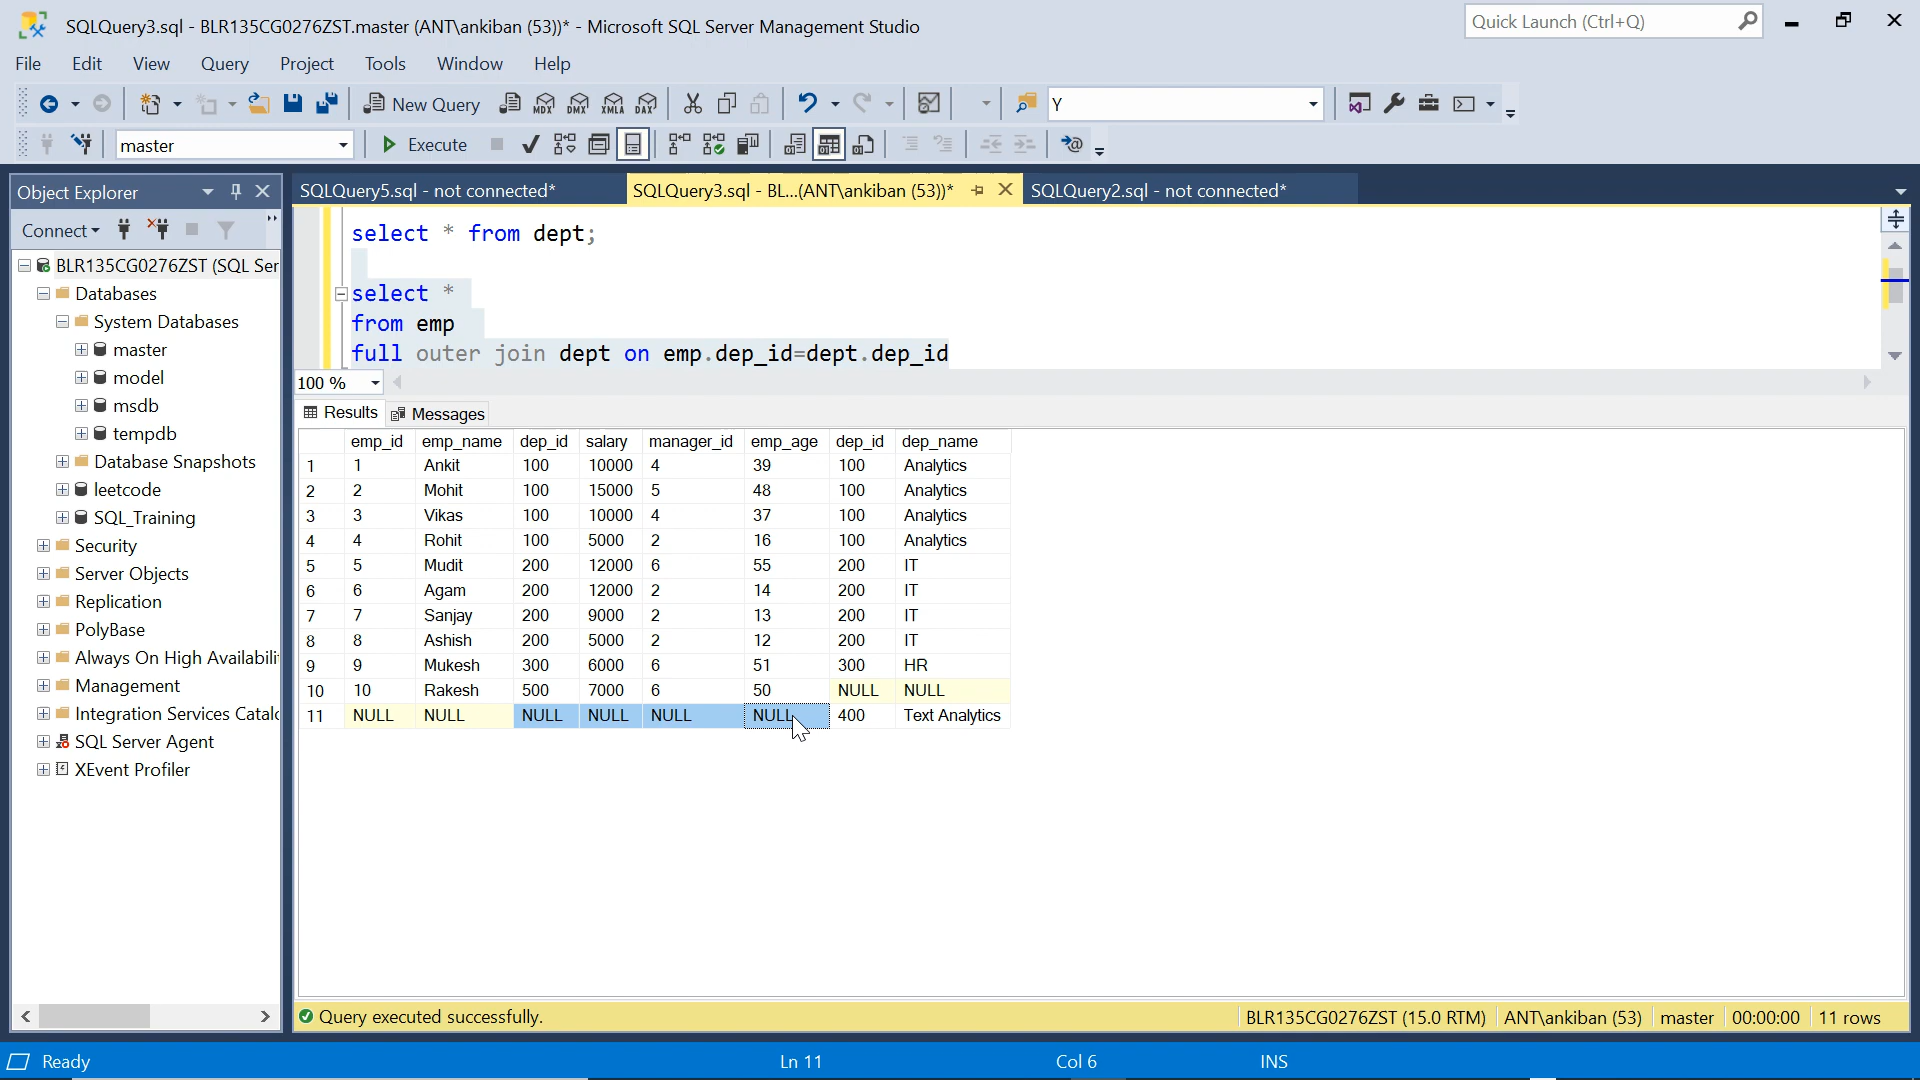 SQLQuery3.sql - BLR135CG0276ZST.master (ANT\ankiban (53))* - Microsoft SQL Server Management Studio
Quick Launch (Ctrl+Q)
File Edit View Query Project Tools Window Help
New Query MDX DMX XMLA DAX Y
master Execute
Object Explorer
SQLQuery5.sql - not connected* SQLQuery3.sql - BL...(ANT\ankiban (53))* SQLQuery2.sql - not connected*
Connect
BLR135CG0276ZST (SQL Ser
Databases
System Databases
master
model
msdb
tempdb
Database Snapshots
leetcode
SQL_Training
Security
Server Objects
Replication
PolyBase
Always On High Availabili
Management
Integration Services Catal
SQL Server Agent
XEvent Profiler
select * from dept;
select *
from emp
full outer join dept on emp.dep_id=dept.dep_id
100 %
Results Messages
emp_id emp_name dep_id salary manager_id emp_age dep_id dep_name
1 1 Ankit 100 10000 4 39 100 Analytics
2 2 Mohit 100 15000 5 48 100 Analytics
3 3 Vikas 100 10000 4 37 100 Analytics
4 4 Rohit 100 5000 2 16 100 Analytics
5 5 Mudit 200 12000 6 55 200 IT
6 6 Agam 200 12000 2 14 200 IT
7 7 Sanjay 200 9000 2 13 200 IT
8 8 Ashish 200 5000 2 12 200 IT
9 9 Mukesh 300 6000 6 51 300 HR
10 10 Rakesh 500 7000 6 50 NULL NULL
11 NULL NULL NULL NULL NULL NULL 400 Text Analytics
Query executed successfully. BLR135CG0276ZST (15.0 RTM) ANT\ankiban (53) master 00:00:00 11 rows
Ready Ln 11 Col 6 INS